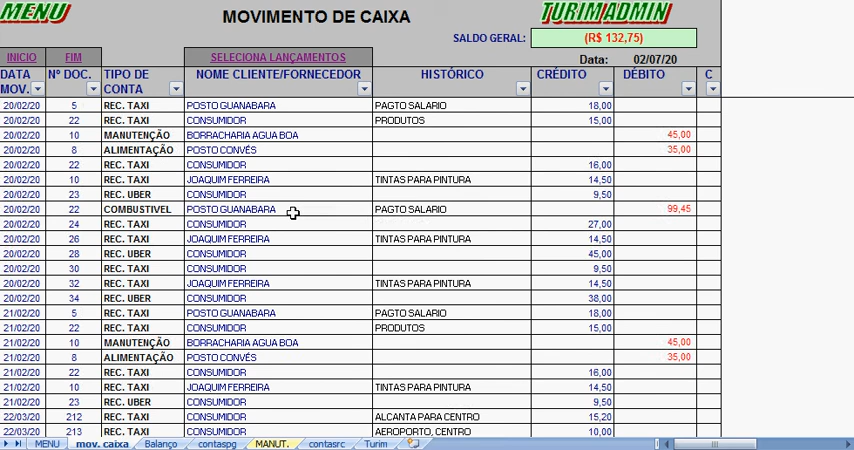 MENU MOVIMENTO DE CAIXA TURIM ADMIN
SALDO GERAL: (R$ 132,75)
INICIO FIM SELECIONA LANÇAMENTOS Data: 02/07/20
DATA MOV. Nº DOC. TIPO DE CONTA NOME CLIENTE/FORNECEDOR HISTÓRICO CRÉDITO DÉBITO C
20/02/20 5 REC. TAXI POSTO GUANABARA PAGTO SALARIO 18,00
20/02/20 22 REC. TAXI CONSUMIDOR PRODUTOS 15,00
20/02/20 10 MANUTENÇÃO BORRACHARIA AGUA BOA 45,00
20/02/20 8 ALIMENTAÇÃO POSTO CONVÉS 35,00
20/02/20 22 REC. TAXI CONSUMIDOR 16,00
20/02/20 10 REC. TAXI JOAQUIM FERREIRA TINTAS PARA PINTURA 14,50
20/02/20 23 REC. UBER CONSUMIDOR 9,50
20/02/20 22 COMBUSTIVEL POSTO GUANABARA PAGTO SALARIO 99,45
20/02/20 24 REC. TAXI CONSUMIDOR 27,00
20/02/20 26 REC. TAXI JOAQUIM FERREIRA TINTAS PARA PINTURA 14,50
20/02/20 28 REC. UBER CONSUMIDOR 45,00
20/02/20 30 REC. TAXI CONSUMIDOR 9,50
20/02/20 32 REC. TAXI JOAQUIM FERREIRA TINTAS PARA PINTURA 14,50
20/02/20 34 REC. UBER CONSUMIDOR 38,00
21/02/20 5 REC. TAXI POSTO GUANABARA PAGTO SALARIO 18,00
21/02/20 22 REC. TAXI CONSUMIDOR PRODUTOS 15,00
21/02/20 10 MANUTENÇÃO BORRACHARIA AGUA BOA 45,00
21/02/20 8 ALIMENTAÇÃO POSTO CONVÉS 35,00
21/02/20 22 REC. TAXI CONSUMIDOR 16,00
21/02/20 10 REC. TAXI JOAQUIM FERREIRA TINTAS PARA PINTURA 14,50
21/02/20 23 REC. UBER CONSUMIDOR 9,50
22/03/20 212 REC. TAXI CONSUMIDOR ALCANTA PARA CENTRO 15,20
22/03/20 213 REC. TAXI CONSUMIDOR AEROPORTO, CENTRO 10,00
MENU mov. caixa Balanço contaspg MANUT. contasrc Turim